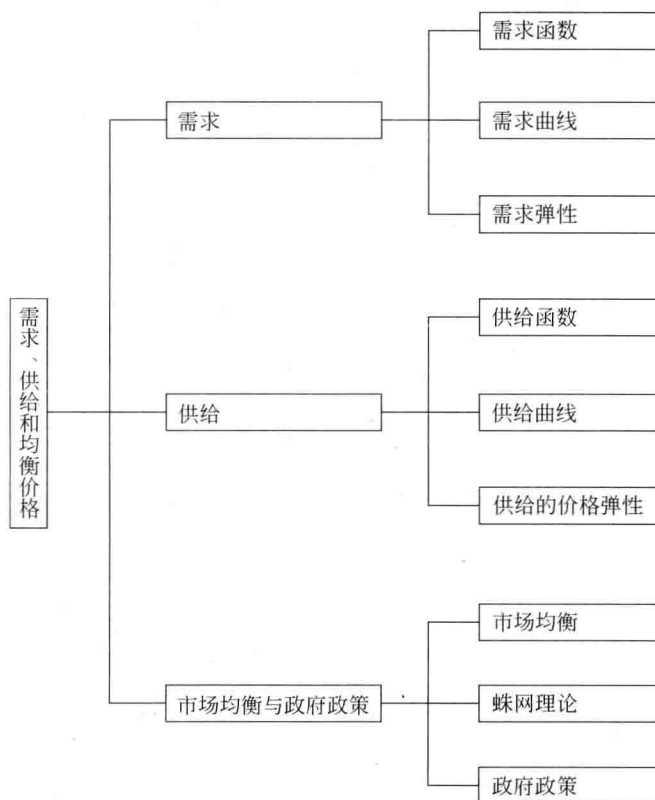 需求、供给和均衡价格
需求
需求函数
需求曲线
需求弹性
供给
供给函数
供给曲线
供给的价格弹性
市场均衡与政府政策
市场均衡
蛛网理论
政府政策